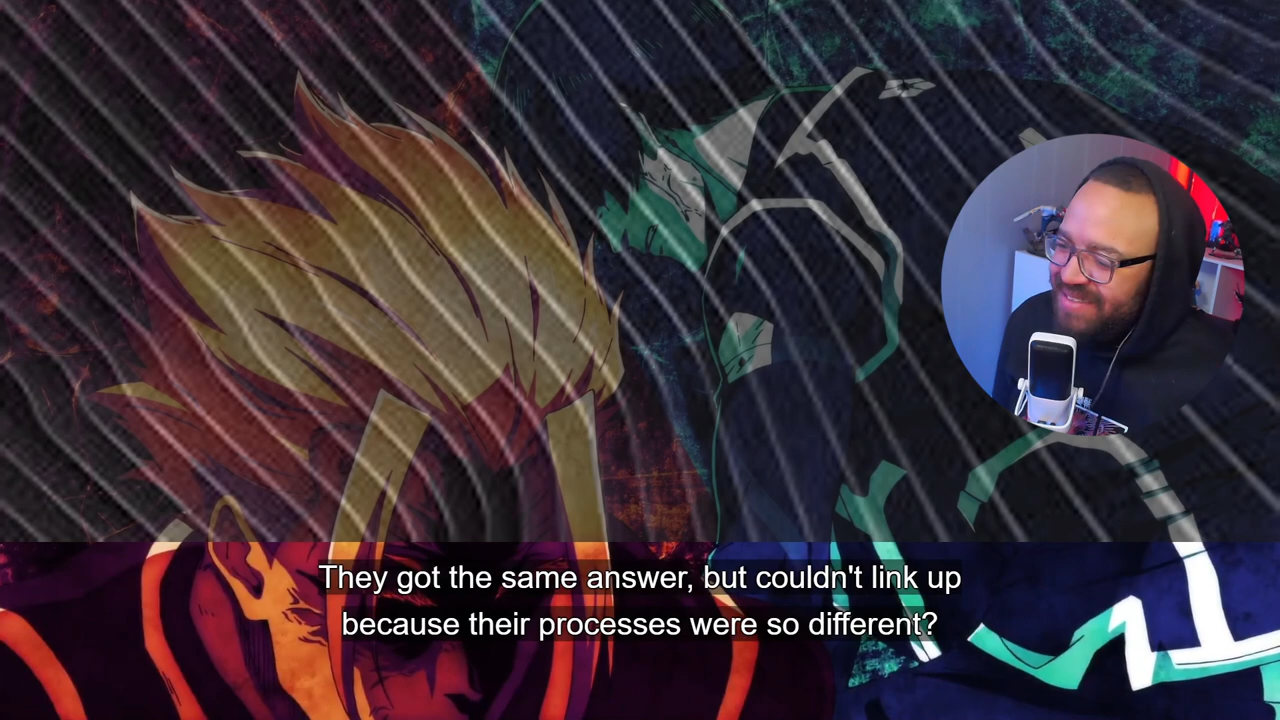 They got the same answer, but couldn't link up
because their processes were so different?